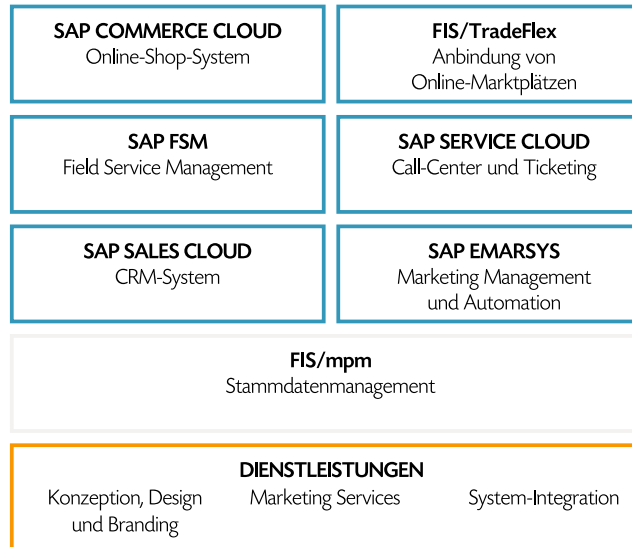 SAP COMMERCE CLOUD
Online-Shop-System
FIS/TradeFlex
Anbindung von
Online-Marktplätzen
SAP FSM
Field Service Management
SAP SERVICE CLOUD
Call-Center und Ticketing
SAP SALES CLOUD
CRM-System
SAP EMARSYS
Marketing Management
und Automation
FIS/mpm
Stammdatenmanagement
DIENSTLEISTUNGEN
Konzeption, Design
und Branding
Marketing Services
System-Integration